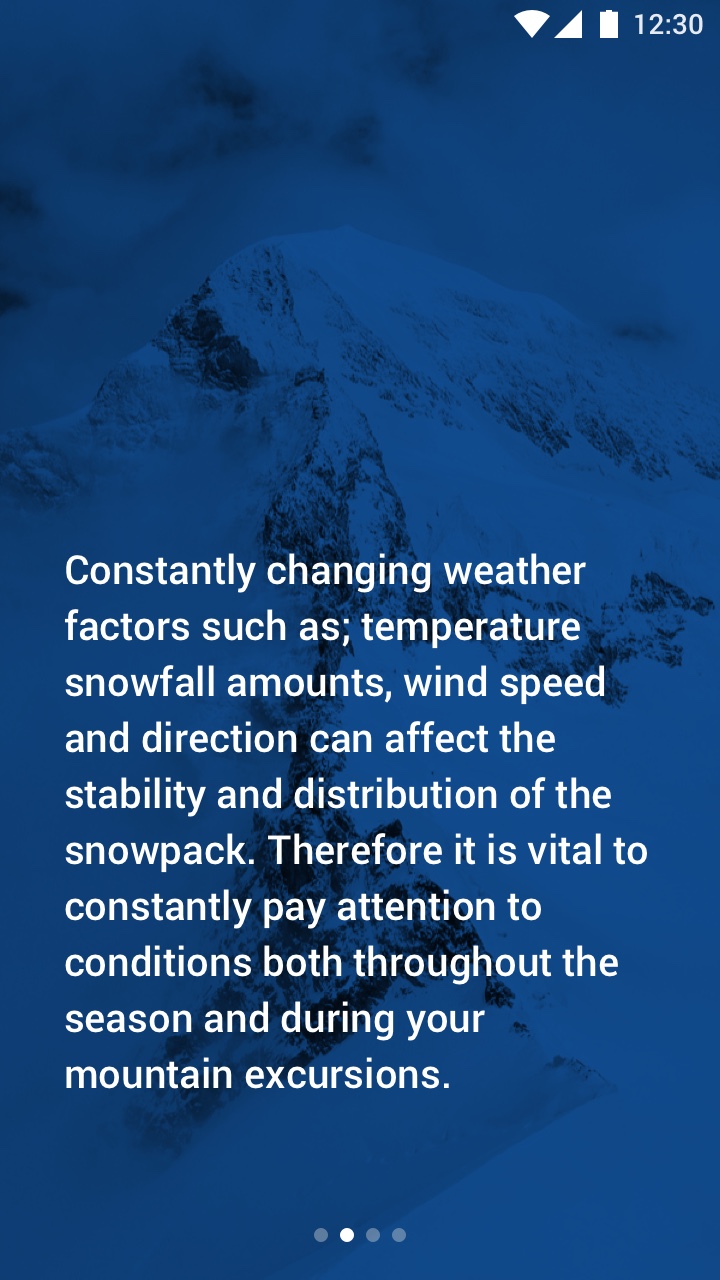 12:30
Constantly changing weather
factors such as; temperature
snowfall amounts, wind speed
and direction can affect the
stability and distribution of the
snowpack. Therefore it is vital to
constantly pay attention to
conditions both throughout the
season and during your
mountain excursions.